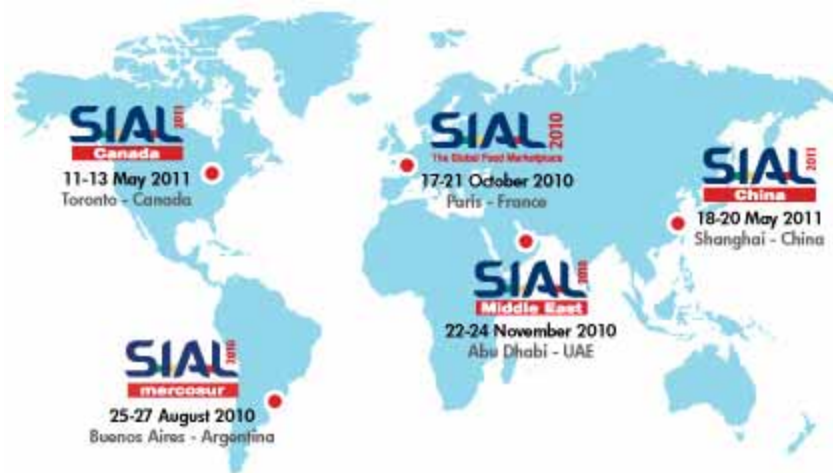 SIAL 2011
Canada
11-13 May 2011
Toronto - Canada
SIAL 2010
The Global Food Marketplace
17-21 October 2010
Paris - France
SIAL 2011
China
18-20 May 2011
Shanghai - China
SIAL 2010
Middle East
22-24 November 2010
Abu Dhabi - UAE
SIAL 2010
mercosur
25-27 August 2010
Buenos Aires - Argentina